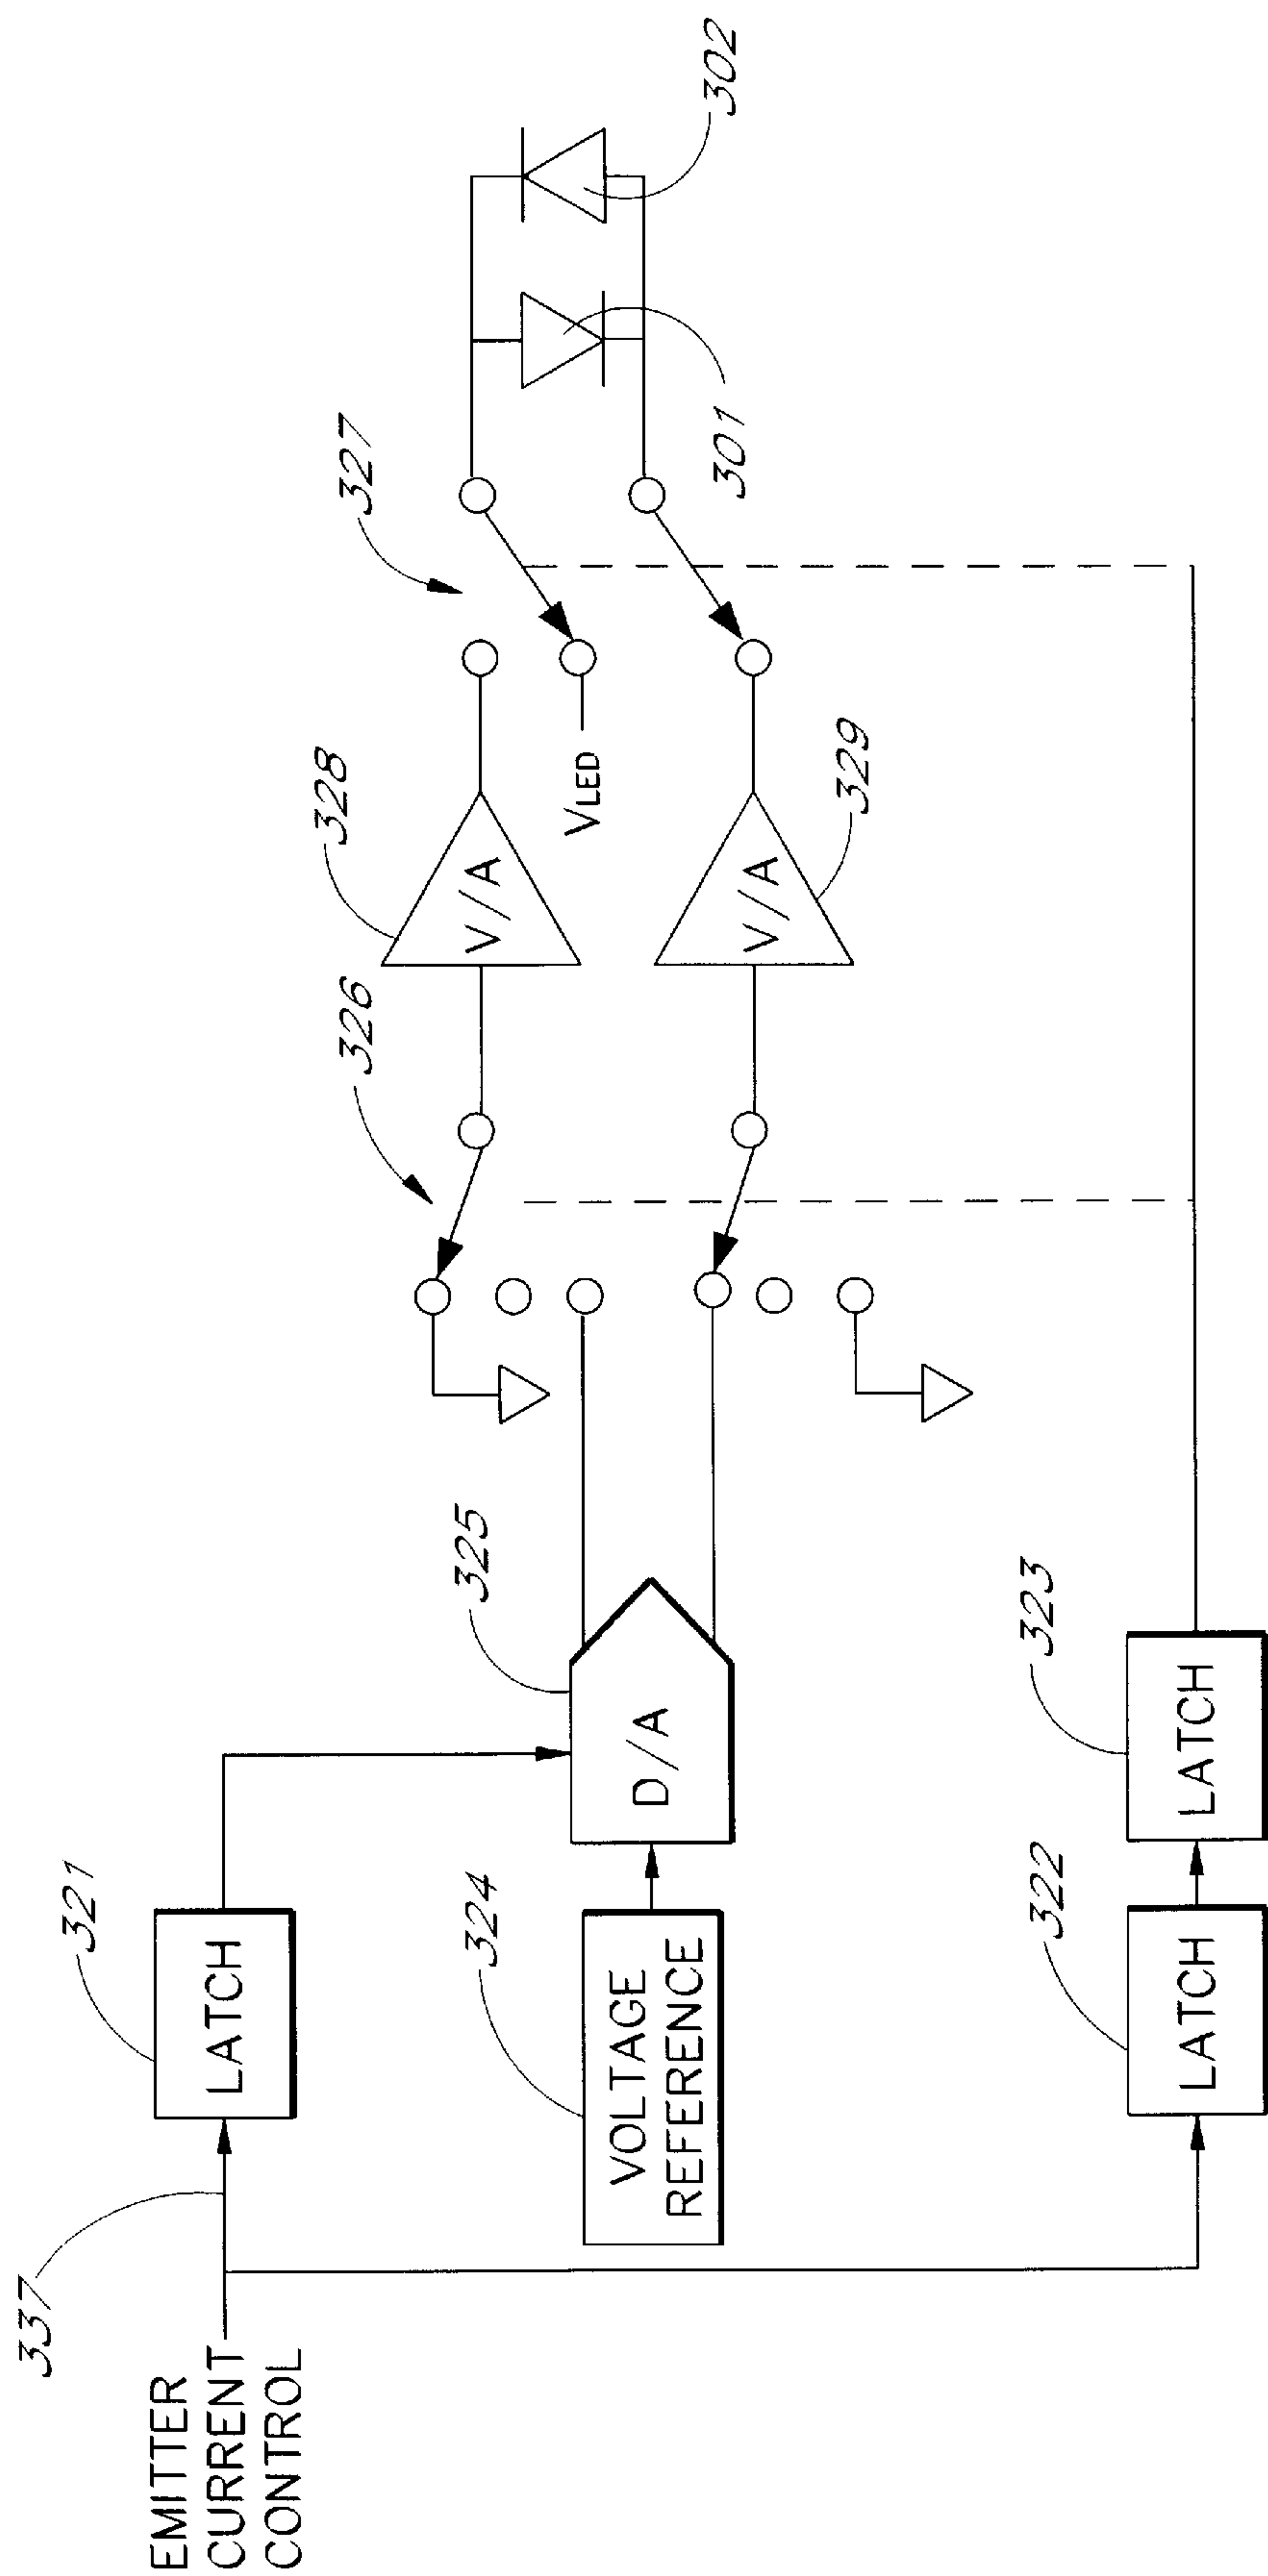 EMITTER
CURRENT
CONTROL
337
LATCH
321
VOLTAGE
REFERENCE
324
D/A
325
326
V/A
328
V/A
329
VLED
327
301
302
LATCH
322
LATCH
323